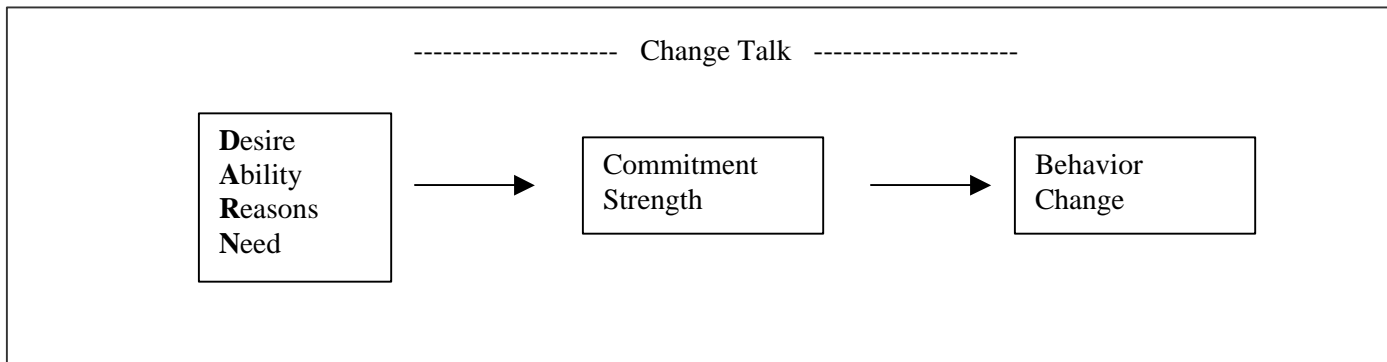 -------------------- Change Talk --------------------
Desire
Ability
Reasons
Need
Commitment
Strength
Behavior
Change